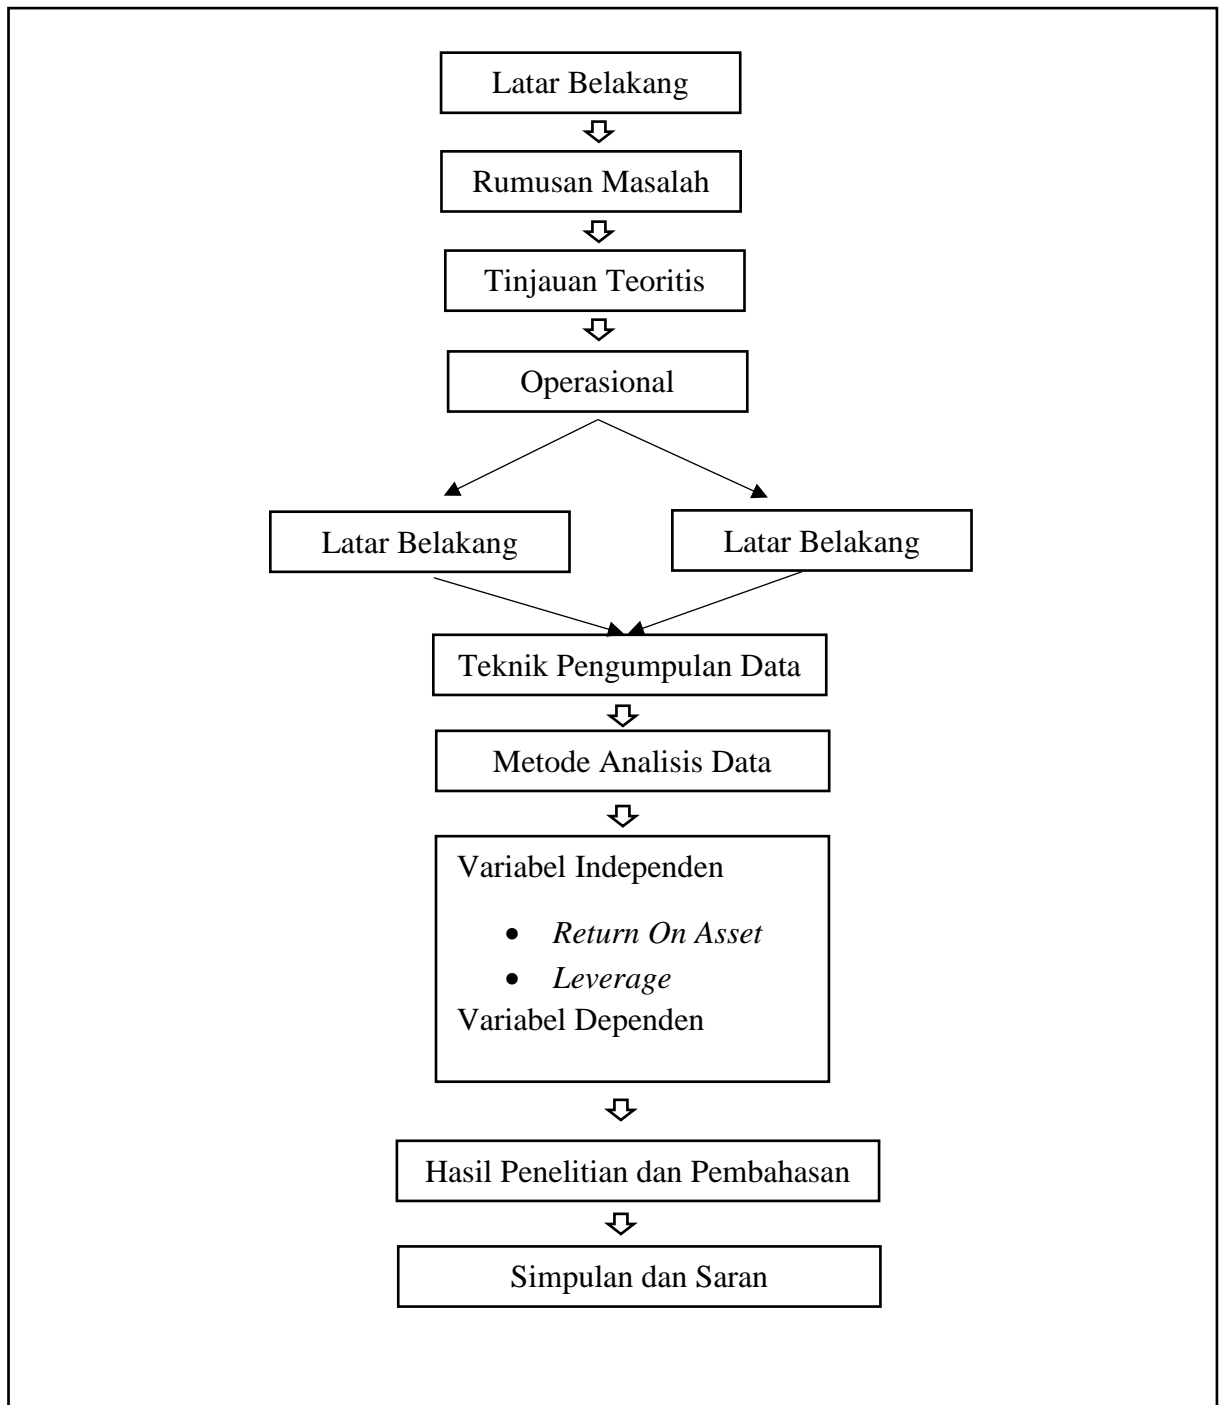 Latar Belakang
Rumusan Masalah
Tinjauan Teoritis
Operasional
Latar Belakang
Latar Belakang
Teknik Pengumpulan Data
Metode Analisis Data
Variabel Independen
• Return On Asset
• Leverage
Variabel Dependen
Hasil Penelitian dan Pembahasan
Simpulan dan Saran